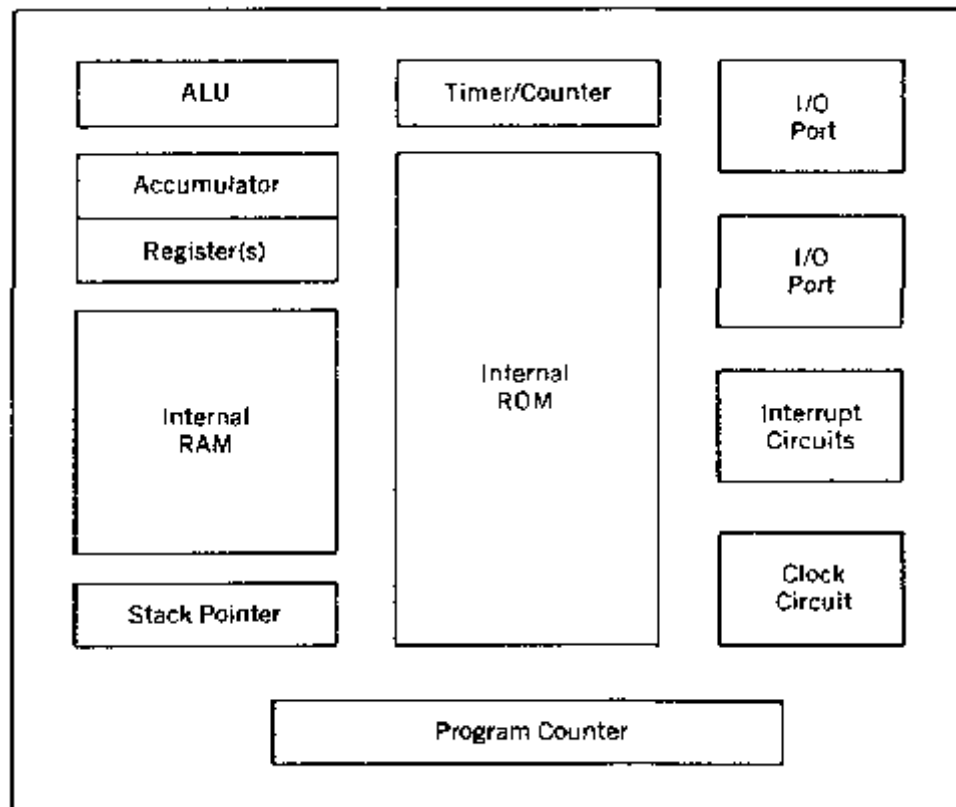 ALU
Accumulator
Register(s)
Internal
RAM
Stack Pointer
Timer/Counter
Internal
ROM
I/O
Port
I/O
Port
Interrupt
Circuits
Clock
Circuit
Program Counter